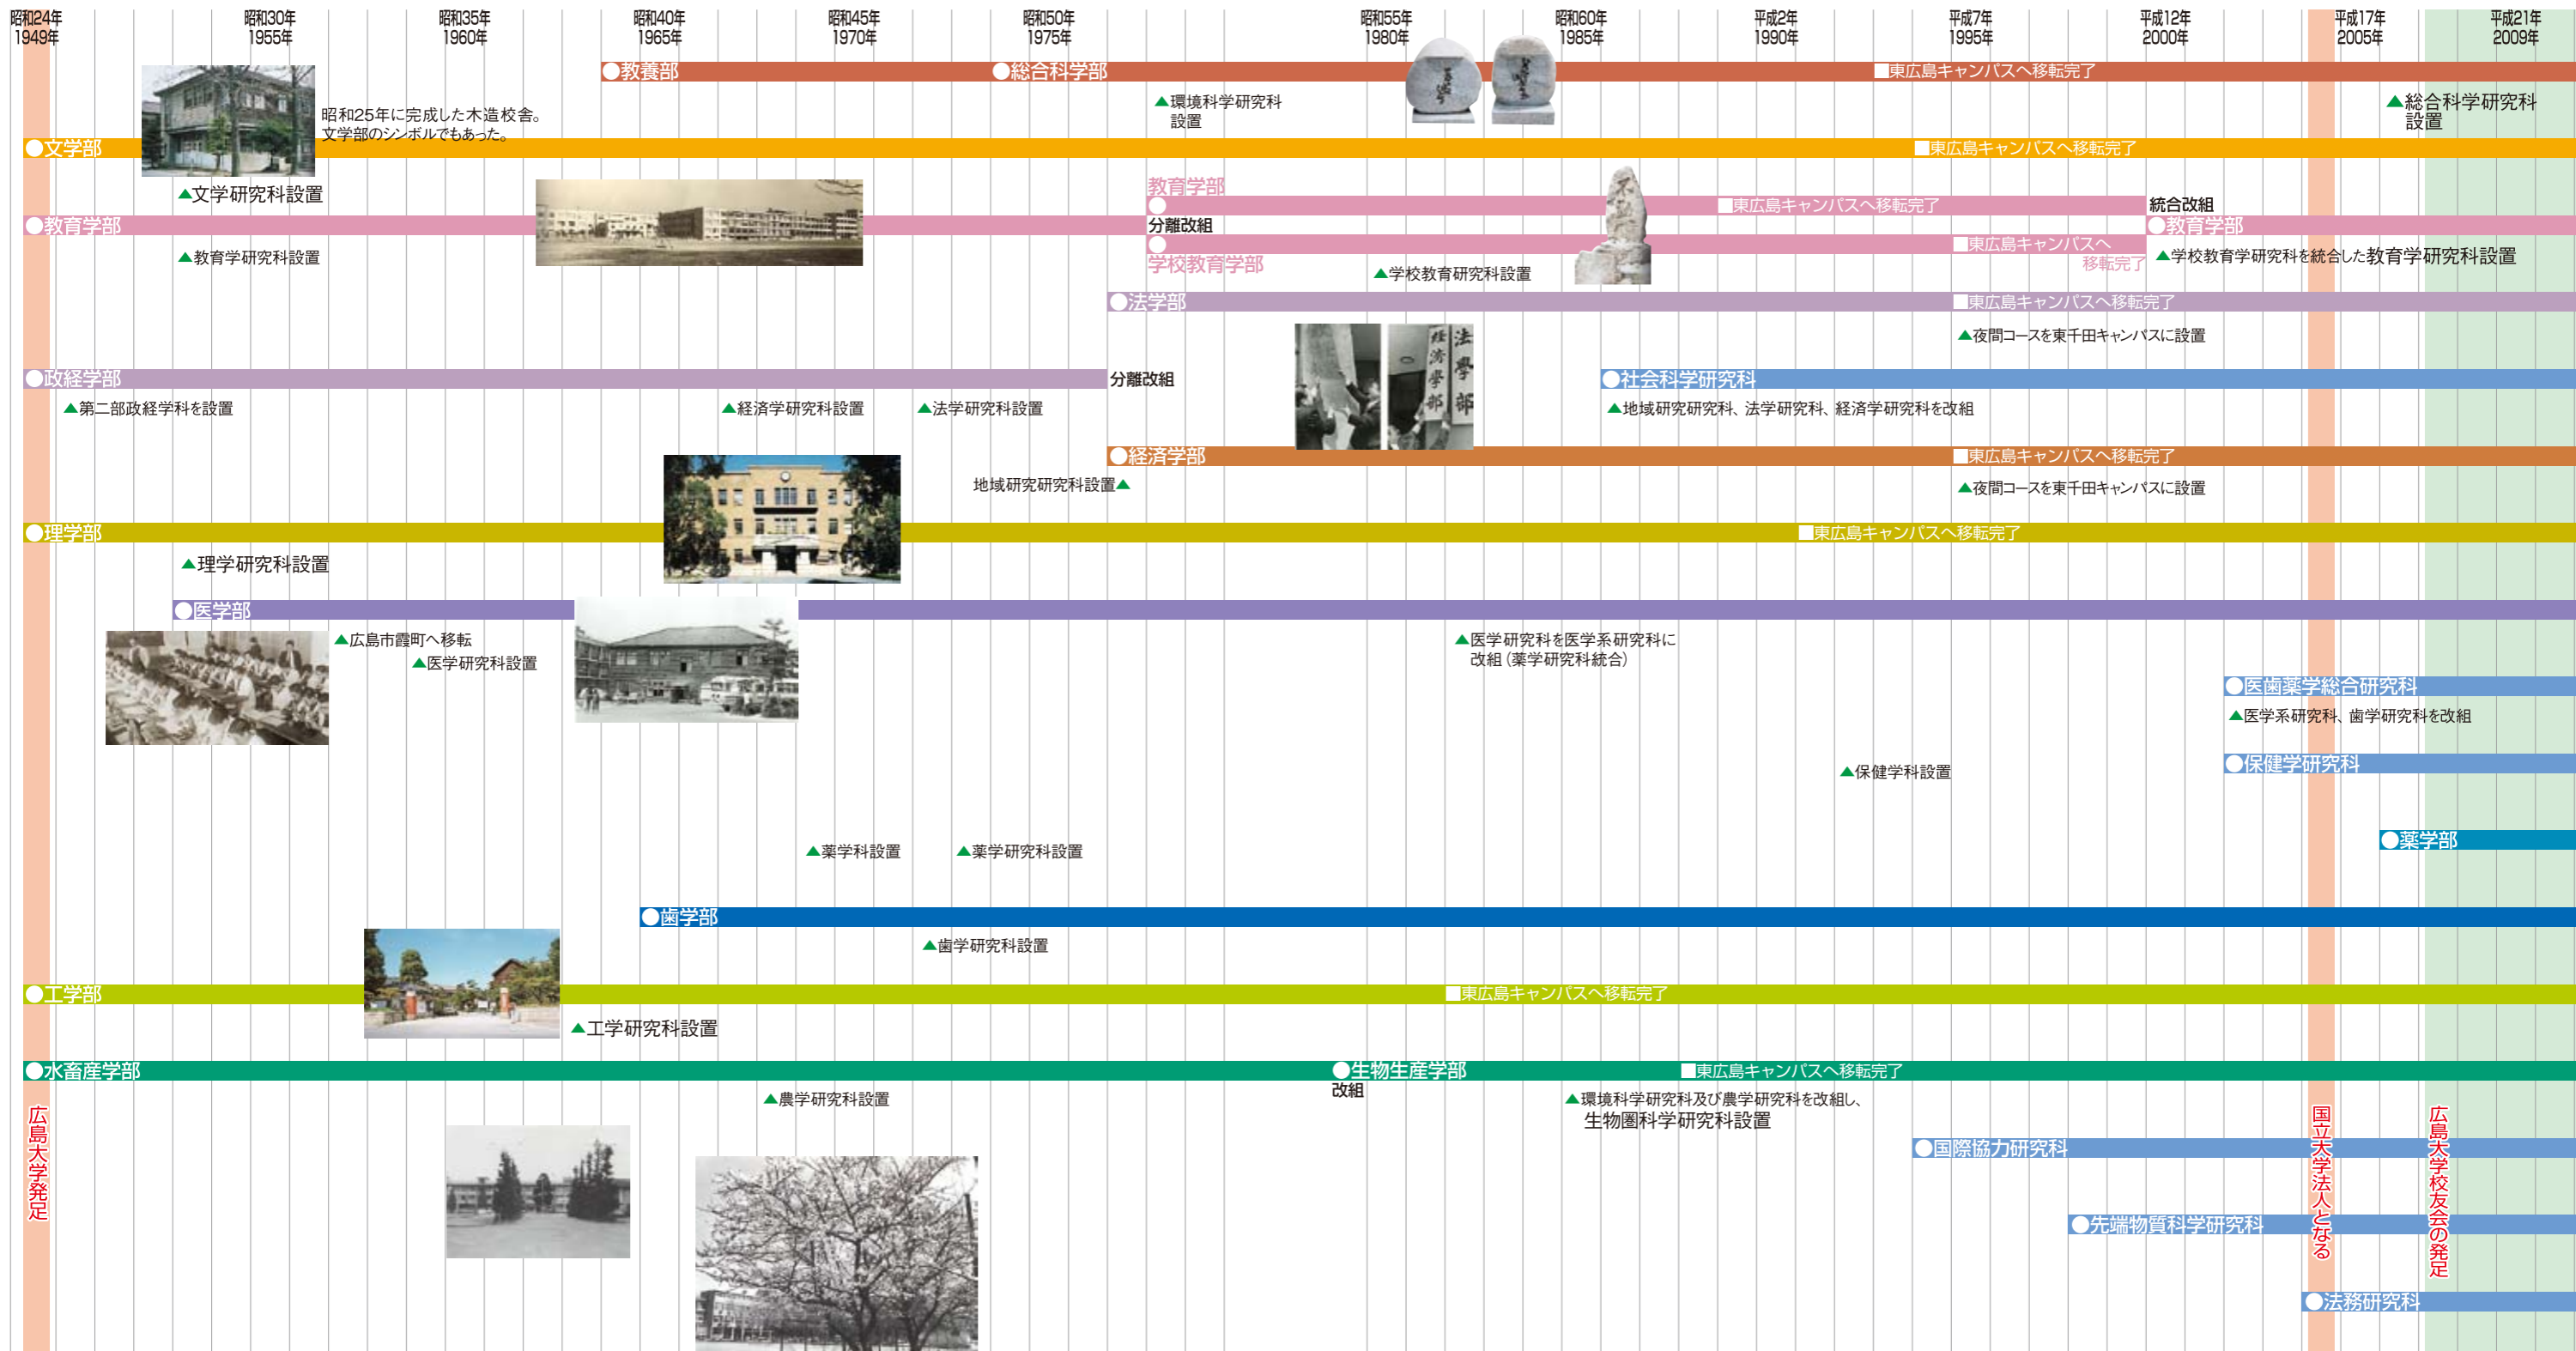 昭和24年 昭和30年 昭和35年 昭和40年 昭和45年 昭和50年 昭和55年 昭和60年 平成2年 平成7年 平成12年 平成17年 平成21年
1949年 1955年 1960年 1965年 1970年 1975年 1980年 1985年 1990年 1995年 2000年 2005年 2009年
●教養部 ●総合科学部 ■東広島キャンパスへ移転完了
▲環境科学研究科
設置
▲総合科学研究科
設置
昭和25年に完成した木造校舎。
文学部のシンボルでもあった。
●文学部 ■東広島キャンパスへ移転完了
▲文学研究科設置
教育学部
● ■東広島キャンパスへ移転完了 統合改組
●教育学部 分離改組 ●教育学部
● ■東広島キャンパスへ
移転完了
学校教育学部
▲教育学研究科設置
▲学校教育研究科設置
▲学校教育学研究科を統合した教育学研究科設置
●法学部 ■東広島キャンパスへ移転完了
▲夜間コースを東千田キャンパスに設置
●政経学部 分離改組 ●社会科学研究科
▲第二部政経学科を設置 ▲経済学研究科設置 ▲法学研究科設置 ▲地域研究研究科、法学研究科、経済学研究科を改組
法學部
経濟學部
●経済学部 ■東広島キャンパスへ移転完了
地域研究研究科設置▲ ▲夜間コースを東千田キャンパスに設置
●理学部 ■東広島キャンパスへ移転完了
▲理学研究科設置
●医学部
▲広島市霞町へ移転
▲医学研究科設置
▲医学研究科を医学系研究科に
改組（薬学研究科統合）
●医歯薬学総合研究科
▲医学系研究科、歯学研究科を改組
●保健学研究科
▲保健学科設置
●薬学部
▲薬学科設置 ▲薬学研究科設置
●歯学部
▲歯学研究科設置
●工学部 ■東広島キャンパスへ移転完了
▲工学研究科設置
●水畜産学部 ●生物生産学部 ■東広島キャンパスへ移転完了
改組
▲農学研究科設置
▲環境科学研究科及び農学研究科を改組し、
生物圏科学研究科設置
●国際協力研究科
●先端物質科学研究科
●法務研究科
広島大学発足
国立大学法人となる
広島大学校友会の発足